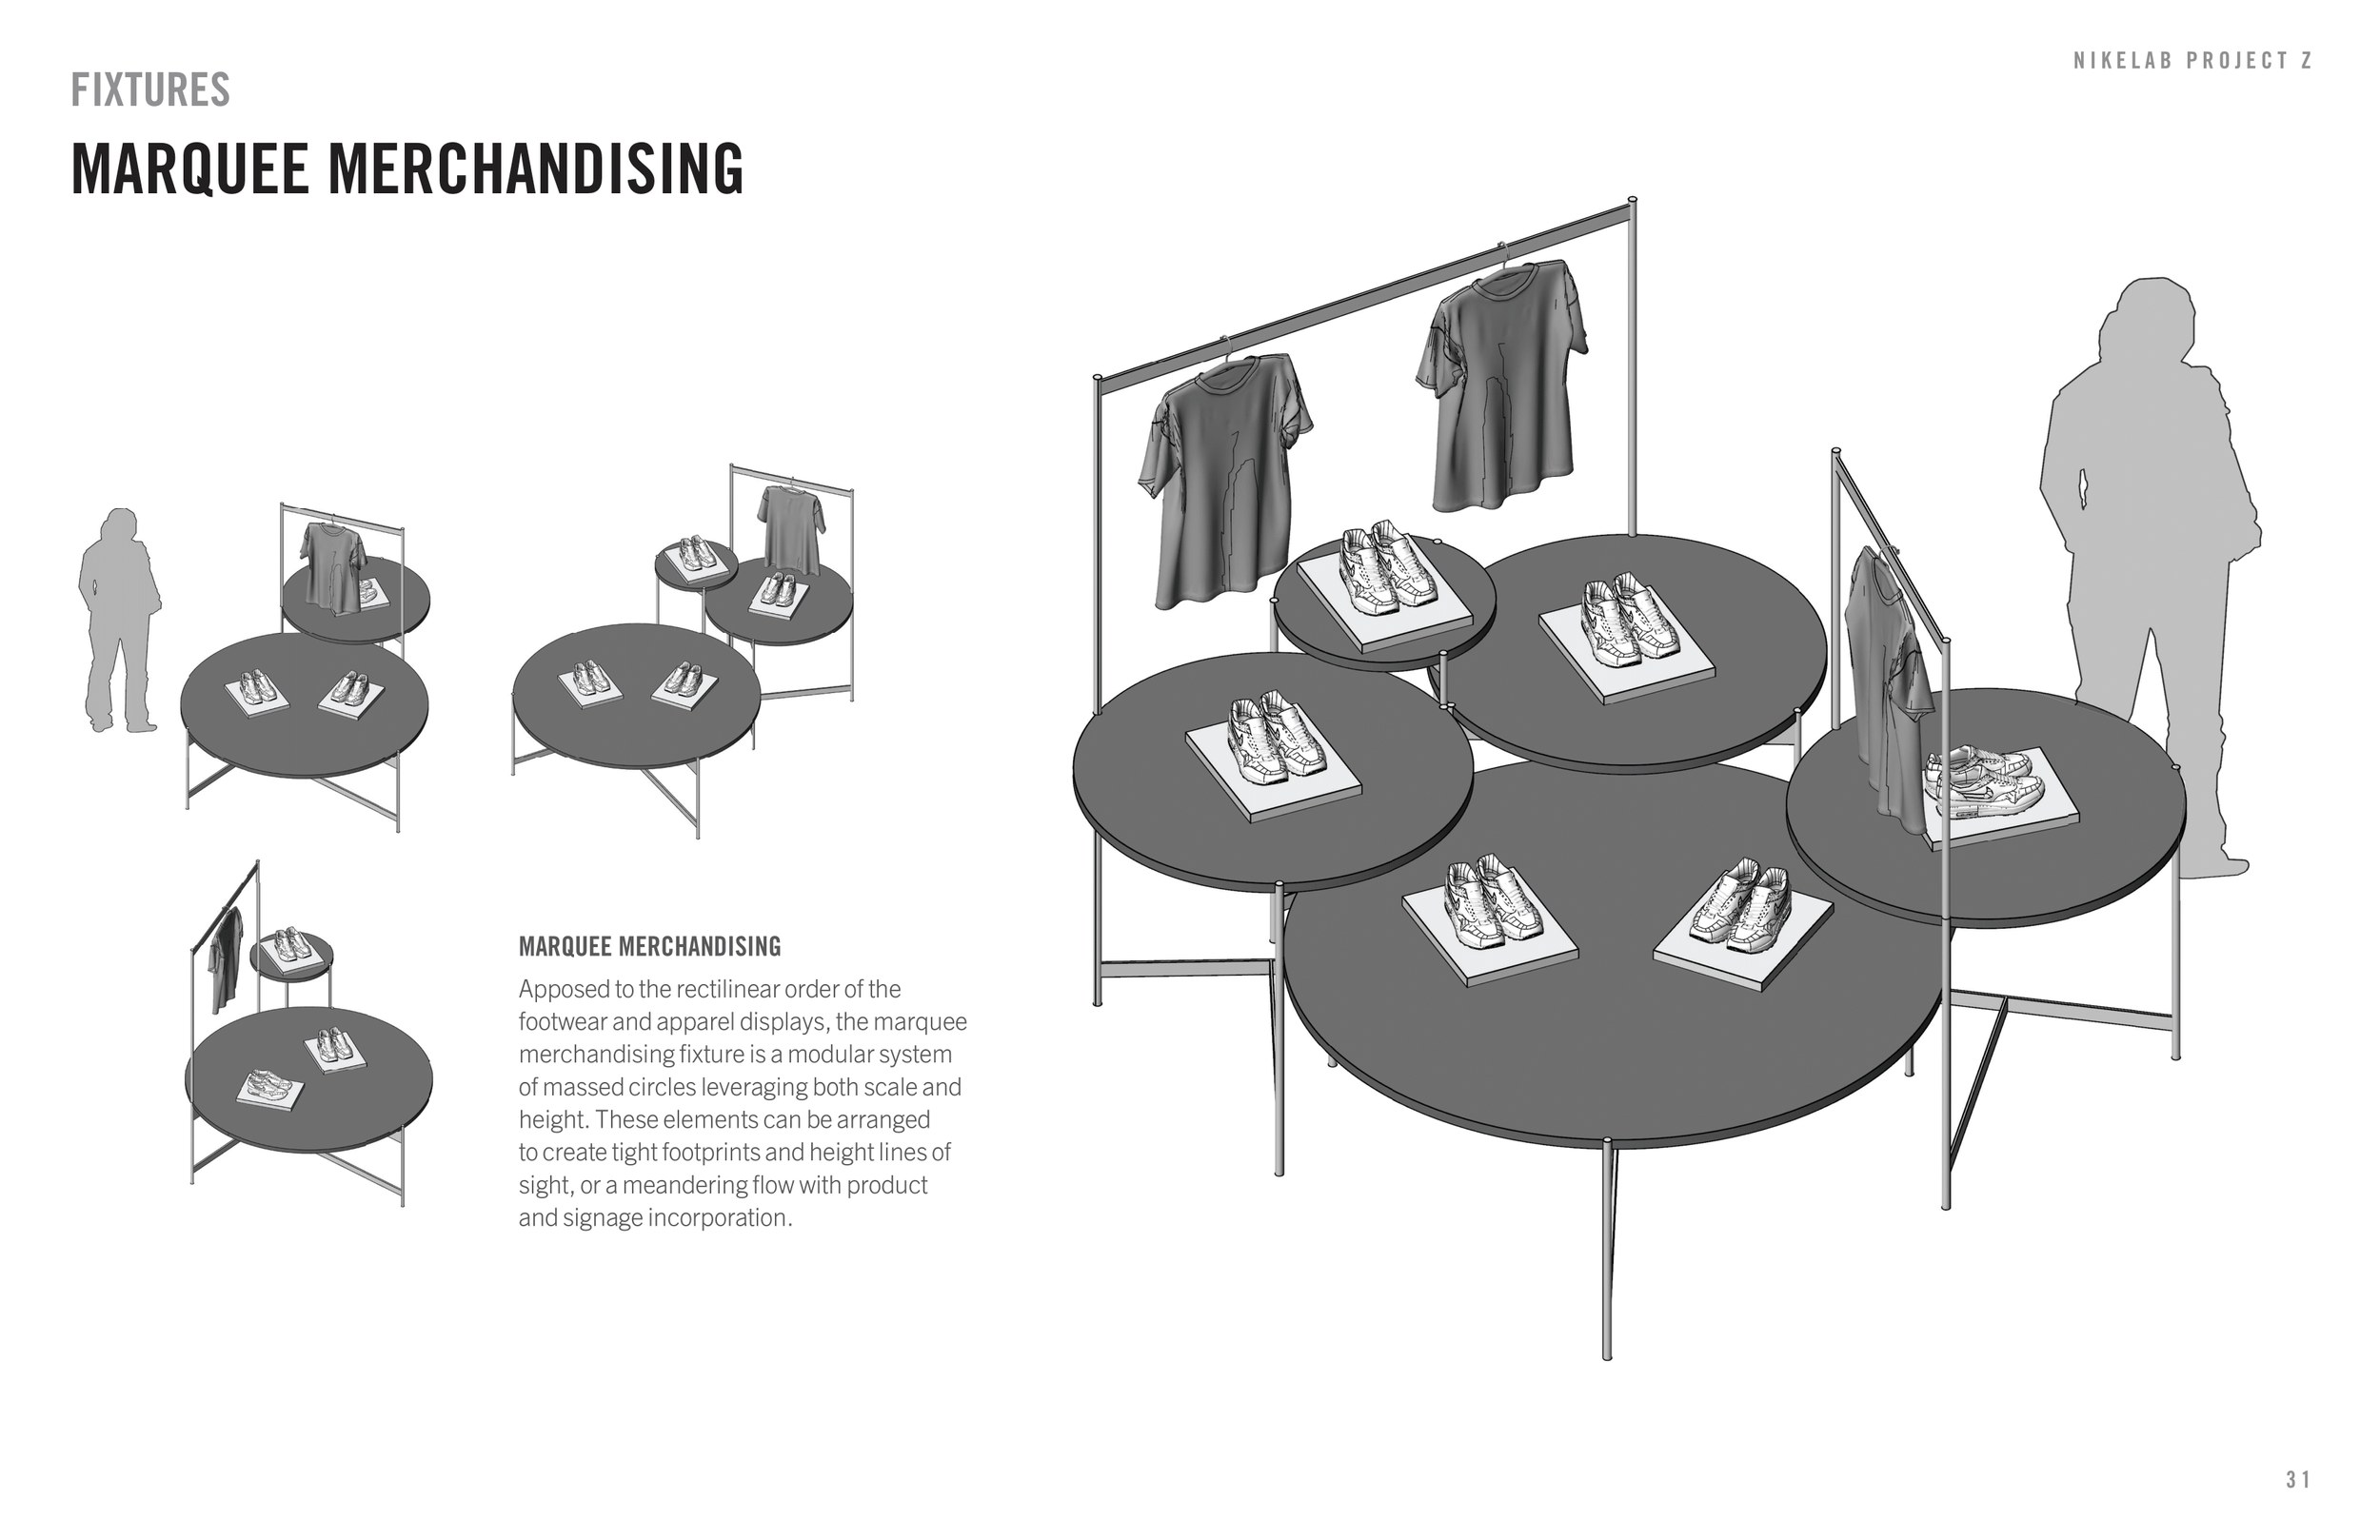 NIKELAB PROJECT Z
FIXTURES
MARQUEE MERCHANDISING
MARQUEE MERCHANDISING
Apposed to the rectilinear order of the
footwear and apparel displays, the marquee
merchandising fixture is a modular system
of massed circles leveraging both scale and
height. These elements can be arranged
to create tight footprints and height lines of
sight, or a meandering flow with product
and signage incorporation.
31